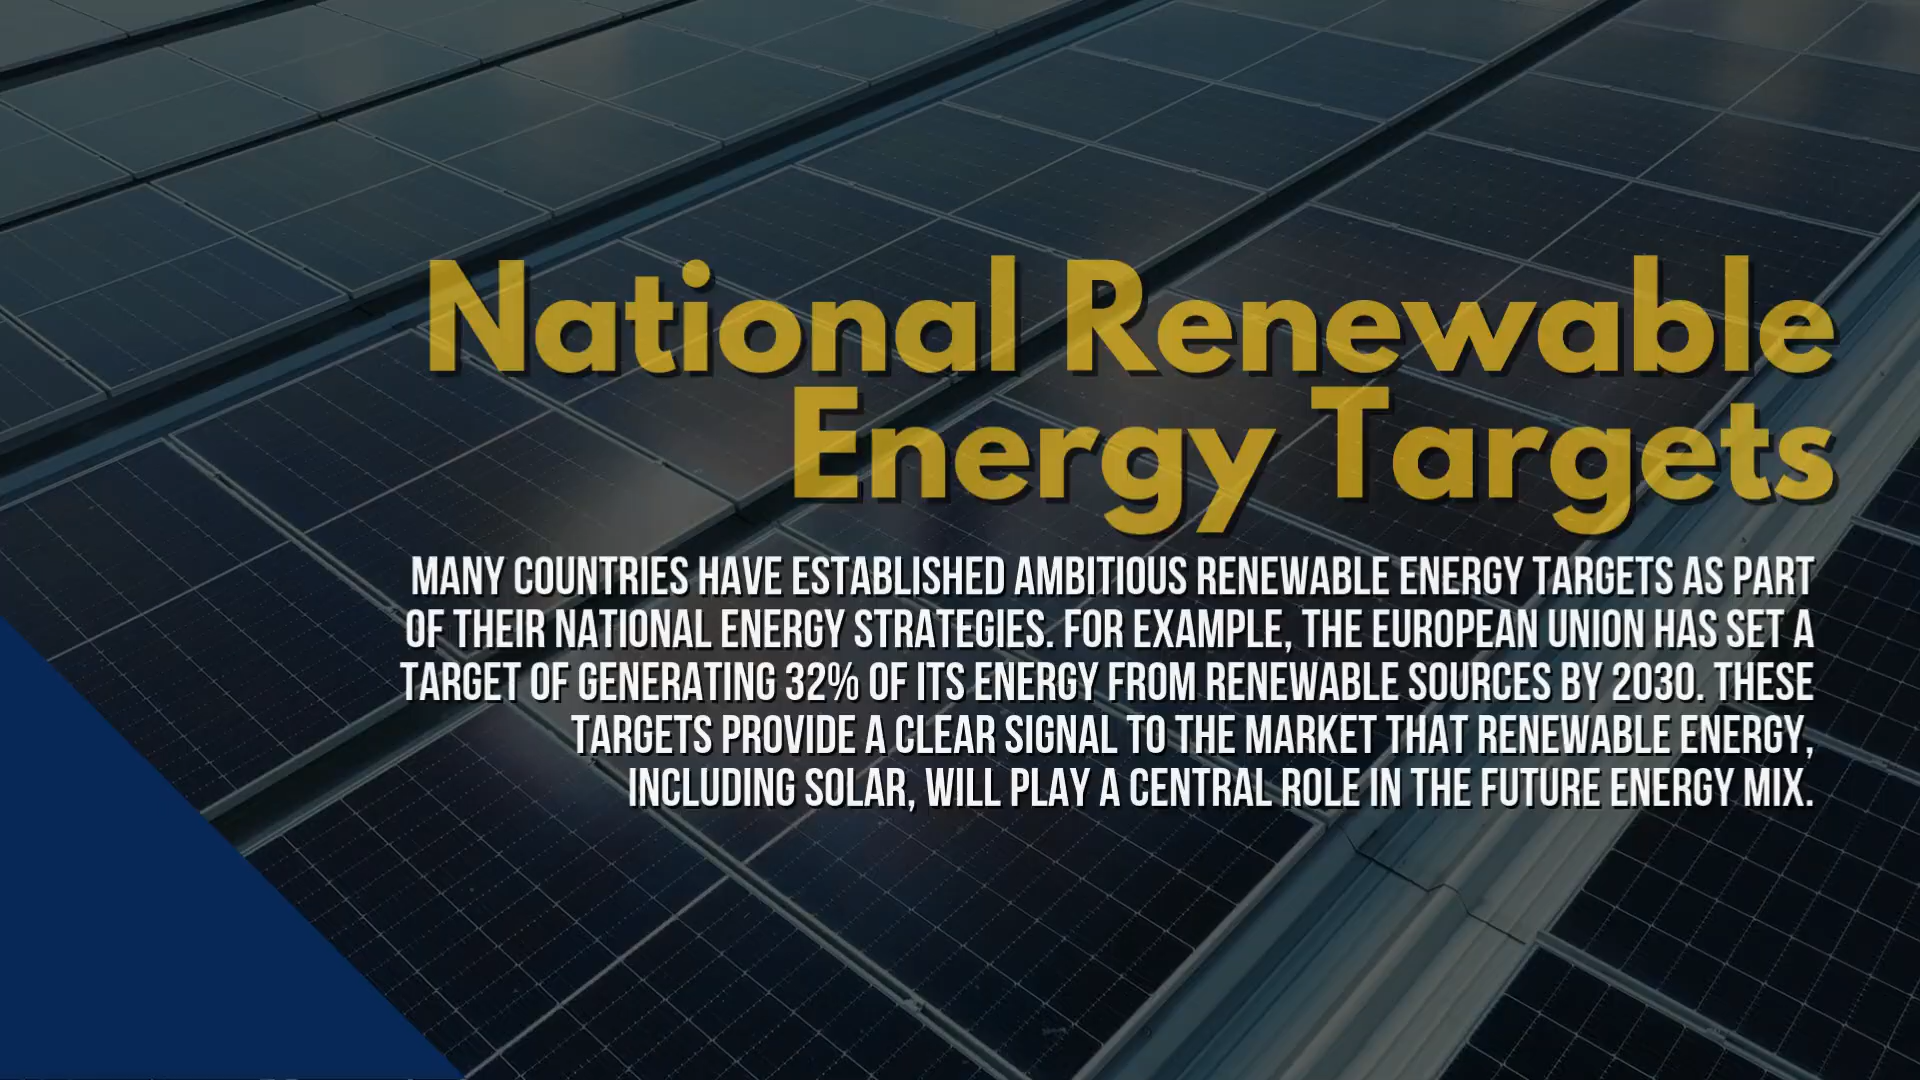 National Renewable
Energy Targets
MANY COUNTRIES HAVE ESTABLISHED AMBITIOUS RENEWABLE ENERGY TARGETS AS PART
OF THEIR NATIONAL ENERGY STRATEGIES. FOR EXAMPLE, THE EUROPEAN UNION HAS SET A
TARGET OF GENERATING 32% OF ITS ENERGY FROM RENEWABLE SOURCES BY 2030. THESE
TARGETS PROVIDE A CLEAR SIGNAL TO THE MARKET THAT RENEWABLE ENERGY,
INCLUDING SOLAR, WILL PLAY A CENTRAL ROLE IN THE FUTURE ENERGY MIX.